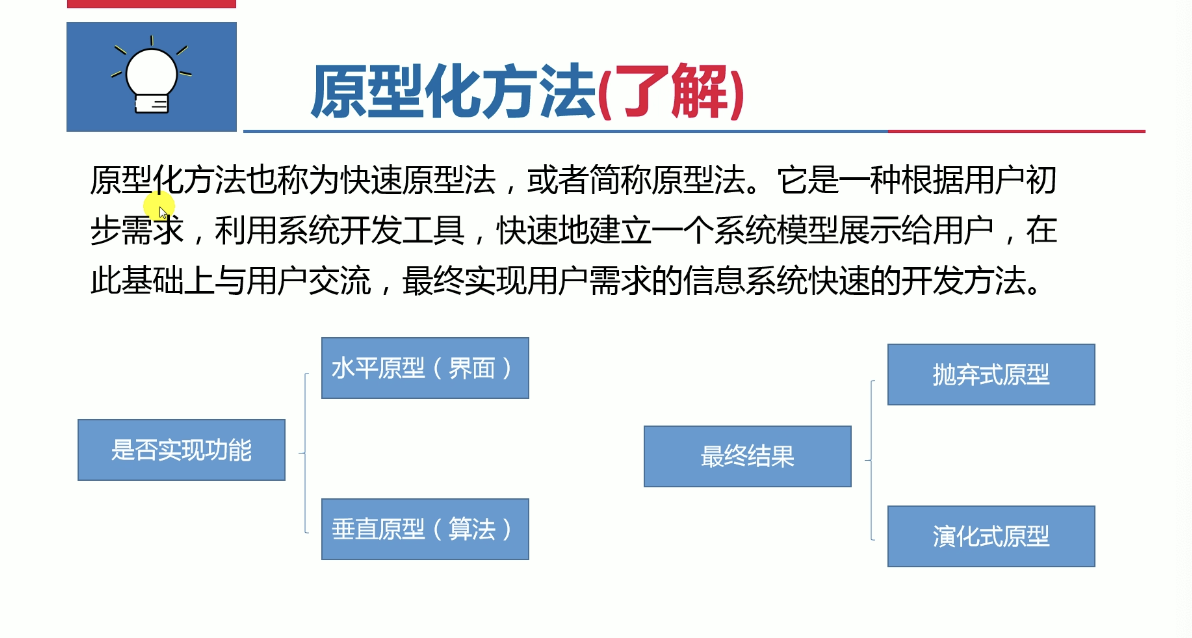 原型化方法(了解)
原型化方法也称为快速原型法，或者简称原型法。它是一种根据用户初
步需求，利用系统开发工具，快速地建立一个系统模型展示给用户，在
此基础上与用户交流，最终实现用户需求的信息系统快速的开发方法。
是否实现功能
水平原型（界面）
垂直原型（算法）
最终结果
抛弃式原型
演化式原型